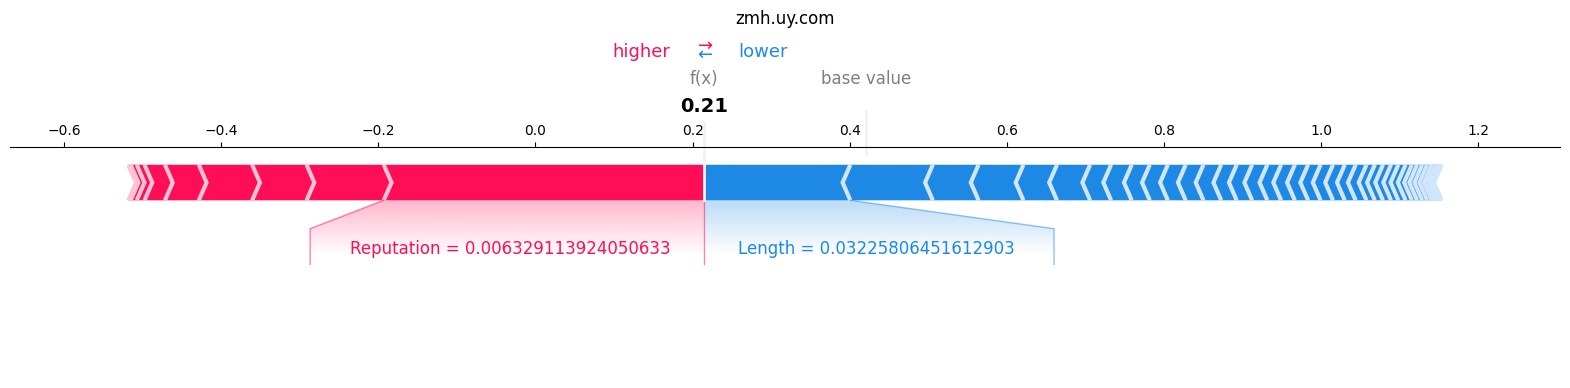 zmh.uy.com
higher ⇄ lower
f(x) base value
0.21
−0.6 −0.4 −0.2 0.0 0.2 0.4 0.6 0.8 1.0 1.2
Reputation = 0.006329113924050633 Length = 0.03225806451612903